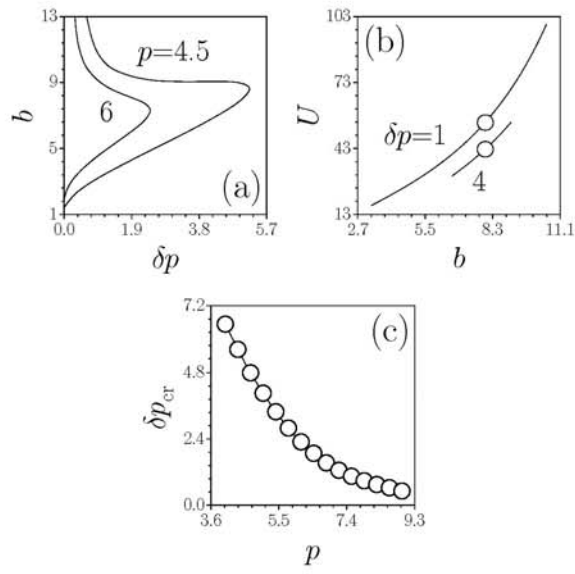 13
9
5
1
b
p=4.5
6
(a)
0.0 1.9 3.8 5.7
δp
103
73
43
13
U
(b)
δp=1
4
2.7 5.5 8.3 11.1
b
7.2
4.8
2.4
0.0
δp_cr
(c)
3.6 5.5 7.4 9.3
p